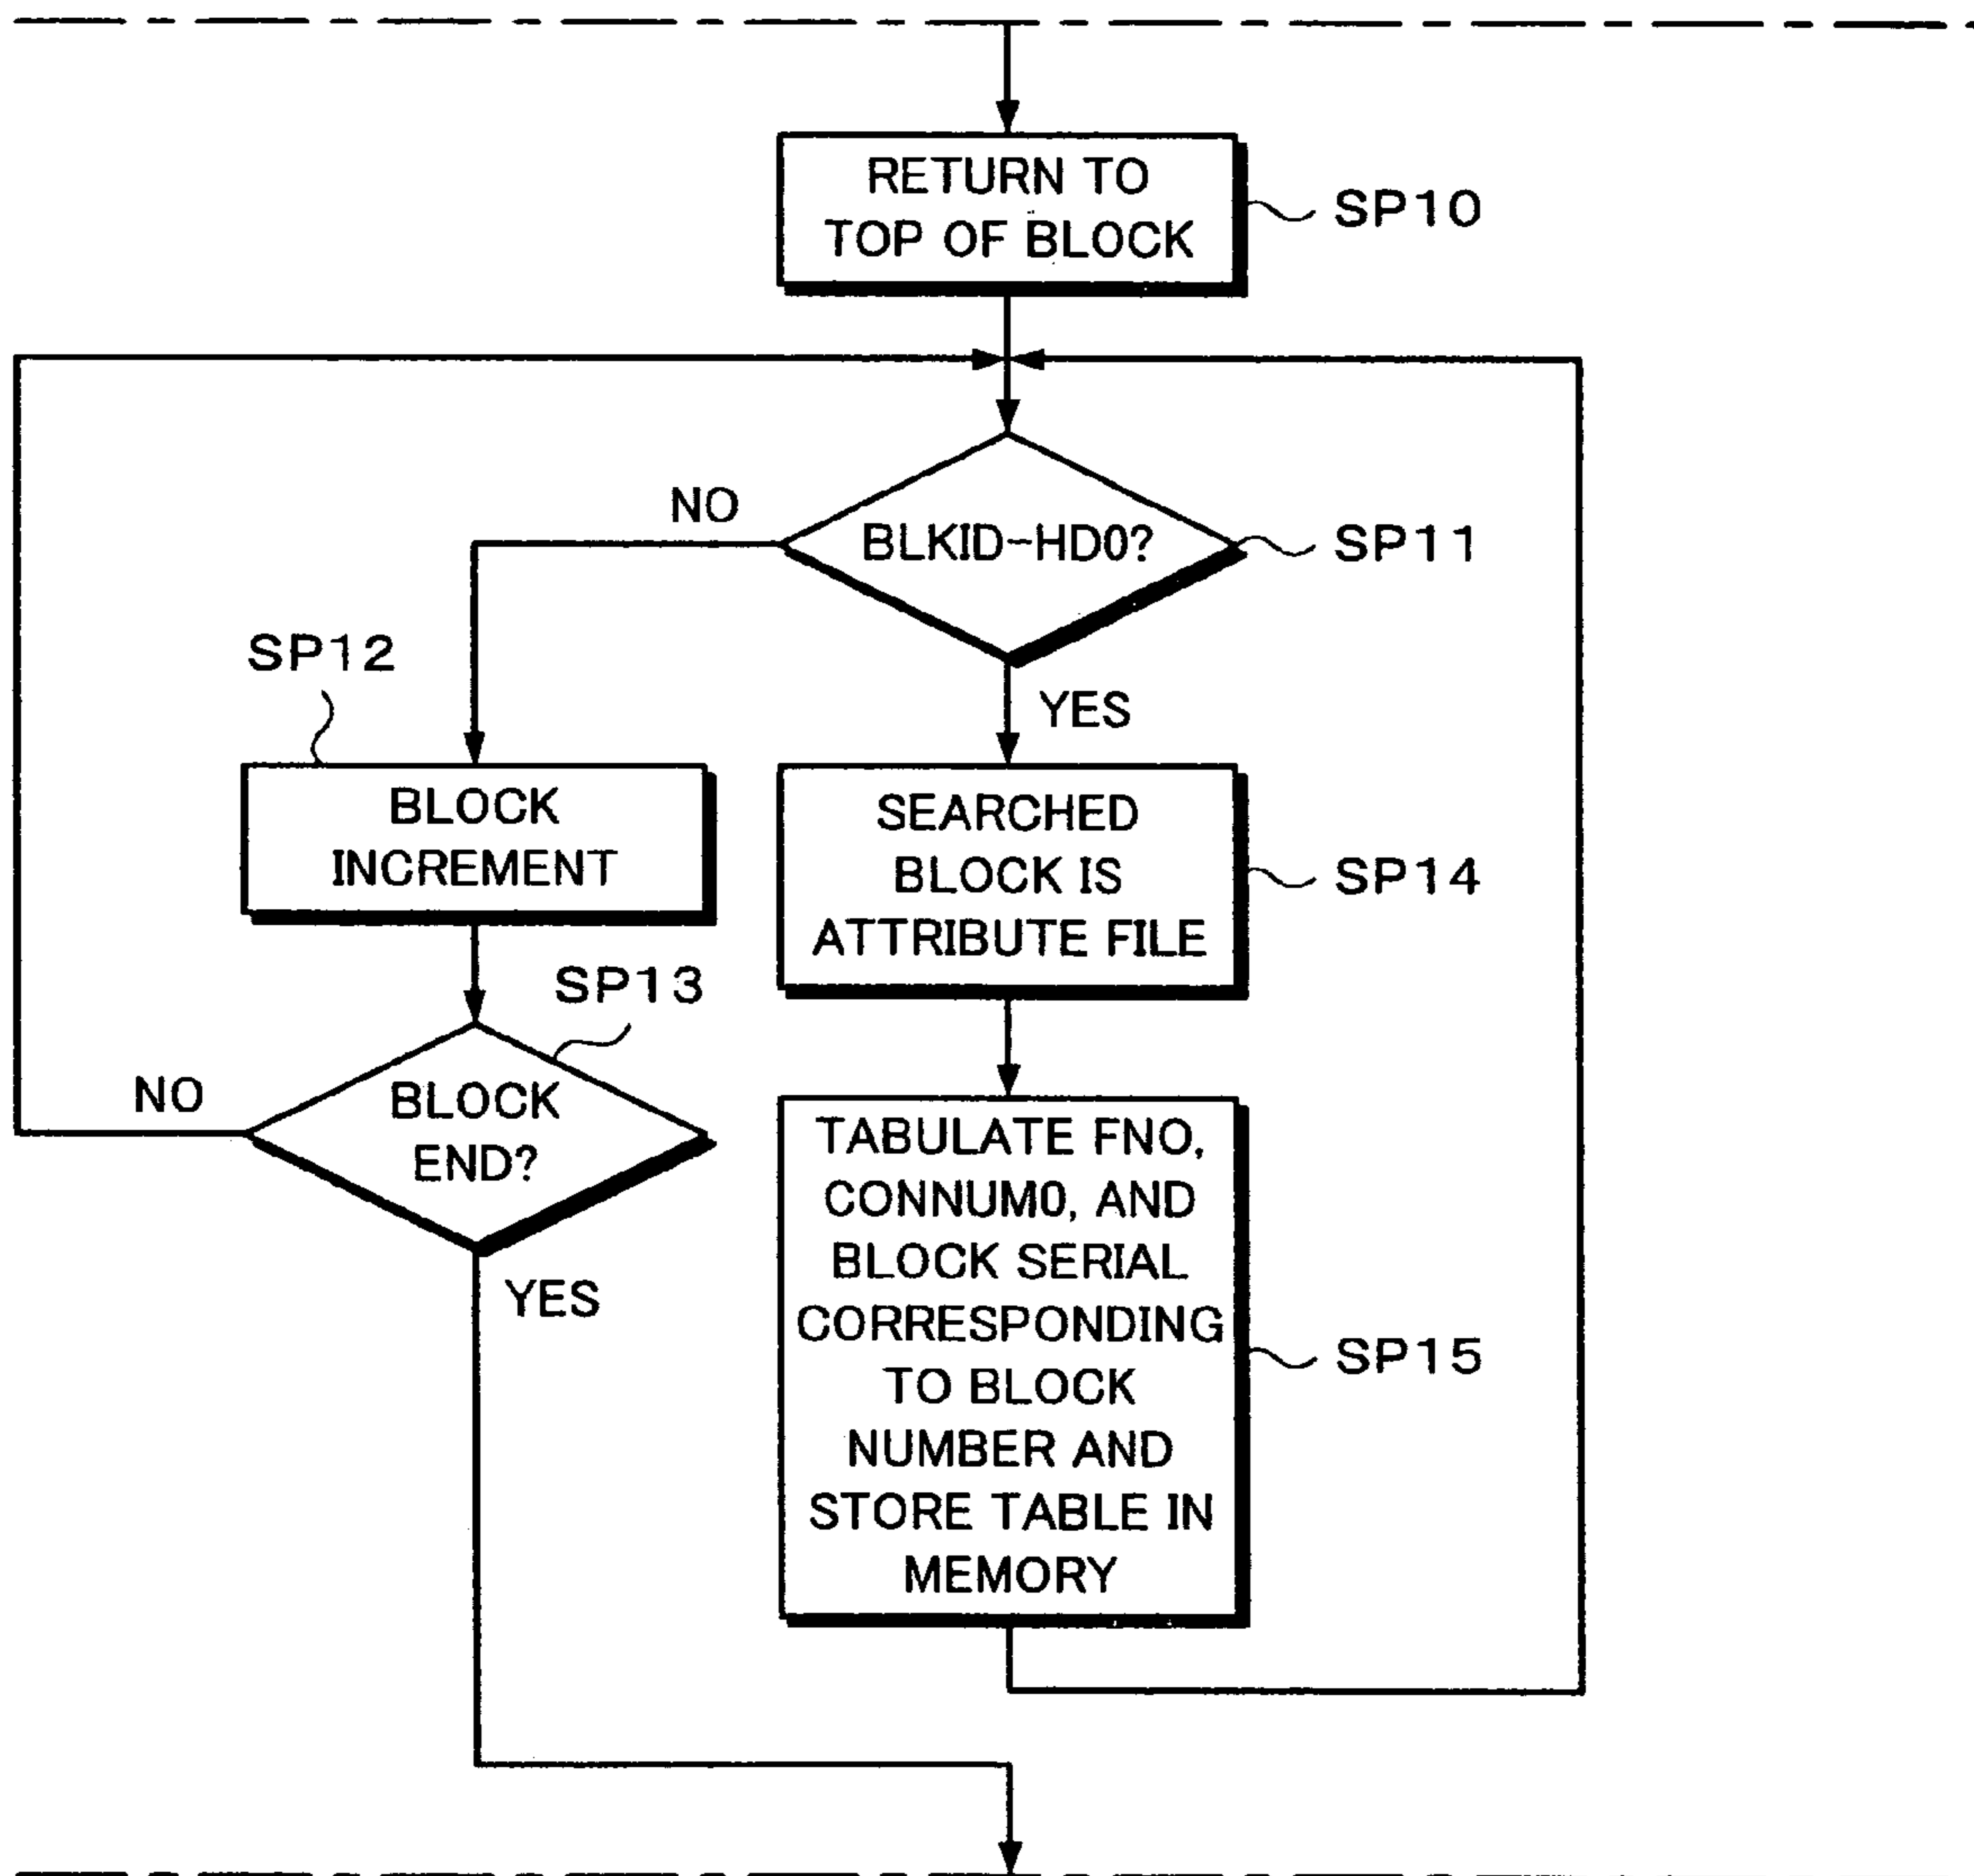 RETURN TO
TOP OF BLOCK
SP10
NO
BLKID-HD0?
SP11
SP12
YES
BLOCK
INCREMENT
SEARCHED
BLOCK IS
ATTRIBUTE FILE
SP14
SP13
NO
BLOCK
END?
YES
TABULATE FNO,
CONNUM0, AND
BLOCK SERIAL
CORRESPONDING
TO BLOCK
NUMBER AND
STORE TABLE IN
MEMORY
SP15